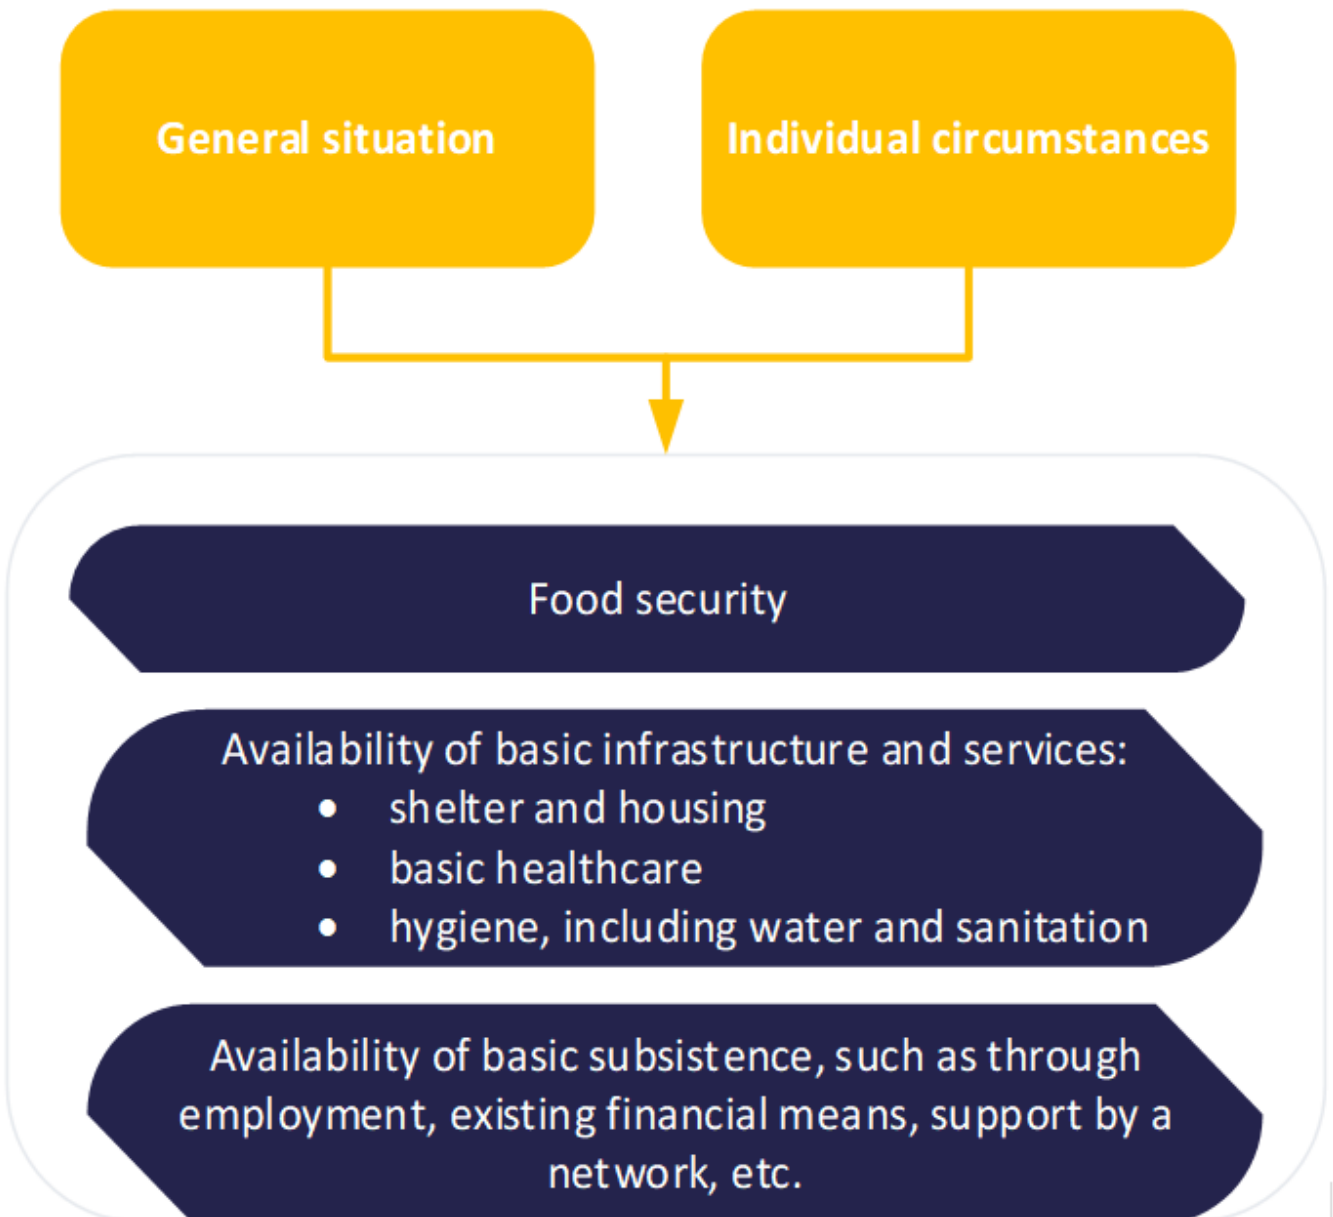 General situation
Individual circumstances
Food security
Availability of basic infrastructure and services:
• shelter and housing
• basic healthcare
• hygiene, including water and sanitation
Availability of basic subsistence, such as through
employment, existing financial means, support by a
network, etc.